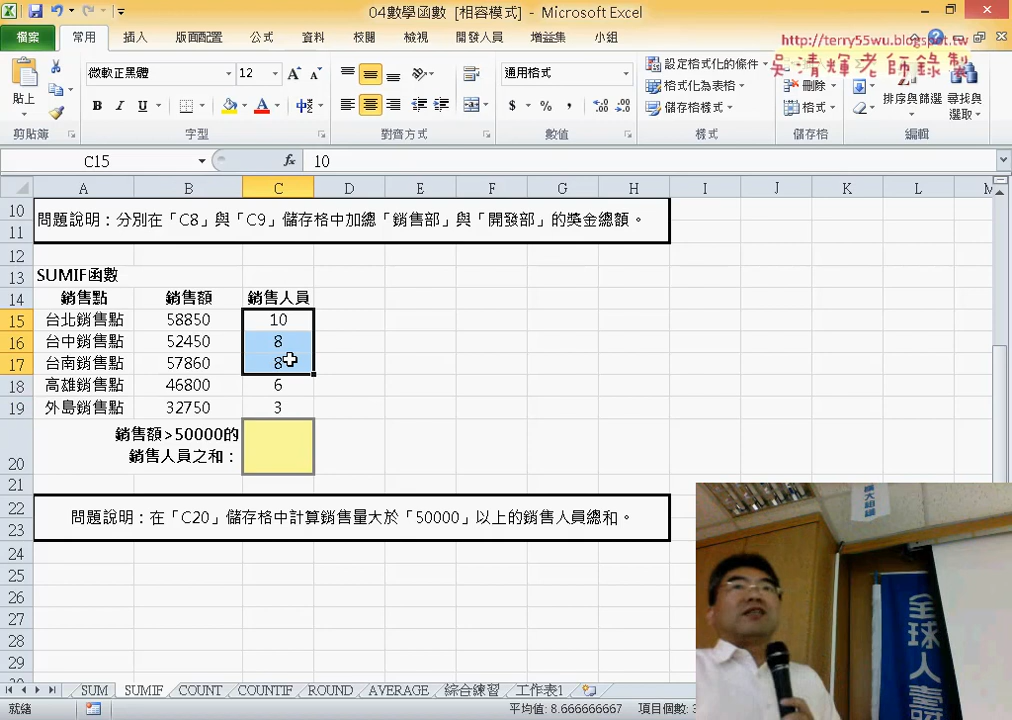 04數學函數 [相容模式] - Microsoft Excel
檔案 常用 插入 版面配置 公式 資料 校閱 檢視 開發人員 增益集 小組
http://terry55wu.blogspot.tw
吳清輝老師錄製
貼上 微軟正黑體 12 通用格式 設定格式化的條件 刪除 排序與篩選 尋找與選取
B I U 中 $ % , 格式化為表格 儲存格樣式 格式
剪貼簿 字型 對齊方式 數值 樣式 儲存格 編輯
C15 fx 10
A B C D E F G H I J K L M
10 問題說明：分別在「C8」與「C9」儲存格中加總「銷售部」與「開發部」的獎金總額。
11
12
13 SUMIF函數
14 銷售點 銷售額 銷售人員
15 台北銷售點 58850 10
16 台中銷售點 52450 8
17 台南銷售點 57860 8
18 高雄銷售點 46800 6
19 外島銷售點 32750 3
銷售額>50000的
20 銷售人員之和：
21
22 問題說明：在「C20」儲存格中計算銷售量大於「50000」以上的銷售人員總和。
23
24
25
26
27
28
29
全球人壽
SUM SUMIF COUNT COUNTIF ROUND AVERAGE 綜合練習 工作表1
就緒 平均值: 8.666666667 項目個數: 3